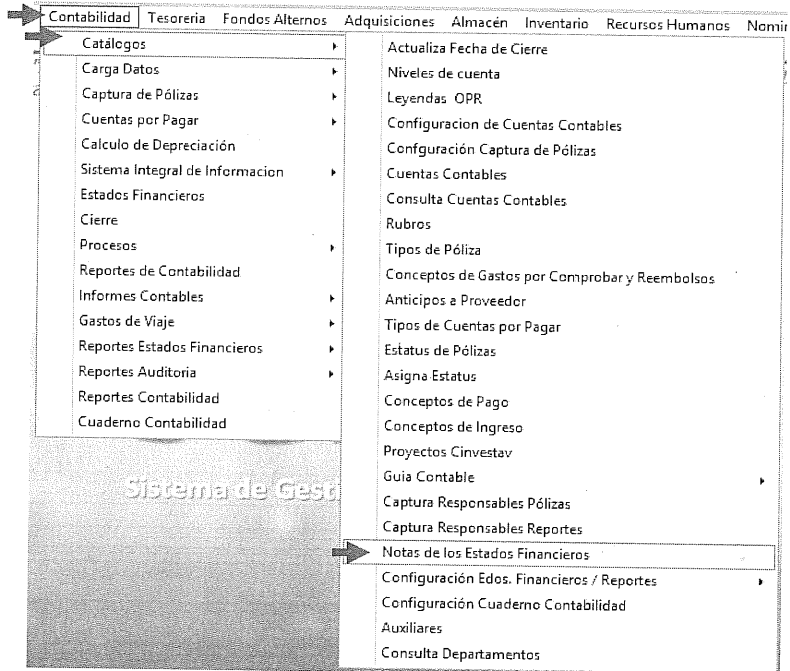 Contabilidad Tesoreria Fondos Alternos Adquisiciones Almacén Inventario Recursos Humanos Nomin
Catálogos
Carga Datos
Captura de Pólizas
Cuentas por Pagar
Calculo de Depreciación
Sistema Integral de Informacion
Estados Financieros
Cierre
Procesos
Reportes de Contabilidad
Informes Contables
Gastos de Viaje
Reportes Estados Financieros
Reportes Auditoria
Reportes Contabilidad
Cuaderno Contabilidad
Sistema de Gesti
Actualiza Fecha de Cierre
Niveles de cuenta
Leyendas OPR
Configuracion de Cuentas Contables
Confguración Captura de Pólizas
Cuentas Contables
Consulta Cuentas Contables
Rubros
Tipos de Póliza
Conceptos de Gastos por Comprobar y Reembolsos
Anticipos a Proveedor
Tipos de Cuentas por Pagar
Estatus de Pólizas
Asigna Estatus
Conceptos de Pago
Conceptos de Ingreso
Proyectos Cinvestav
Guia Contable
Captura Responsables Pólizas
Captura Responsables Reportes
Notas de los Estados Financieros
Configuración Edos. Financieros / Reportes
Configuración Cuaderno Contabilidad
Auxiliares
Consulta Departamentos